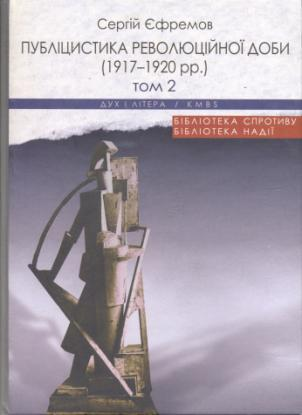 Сергій Єфремов
ПУБЛІЦИСТИКА РЕВОЛЮЦІЙНОЇ ДОБИ
(1917–1920 рр.)
ТОМ 2
ДУХ І ЛІТЕРА / KMBS
БІБЛІОТЕКА СПРОТИВУ
БІБЛІОТЕКА НАДІЇ